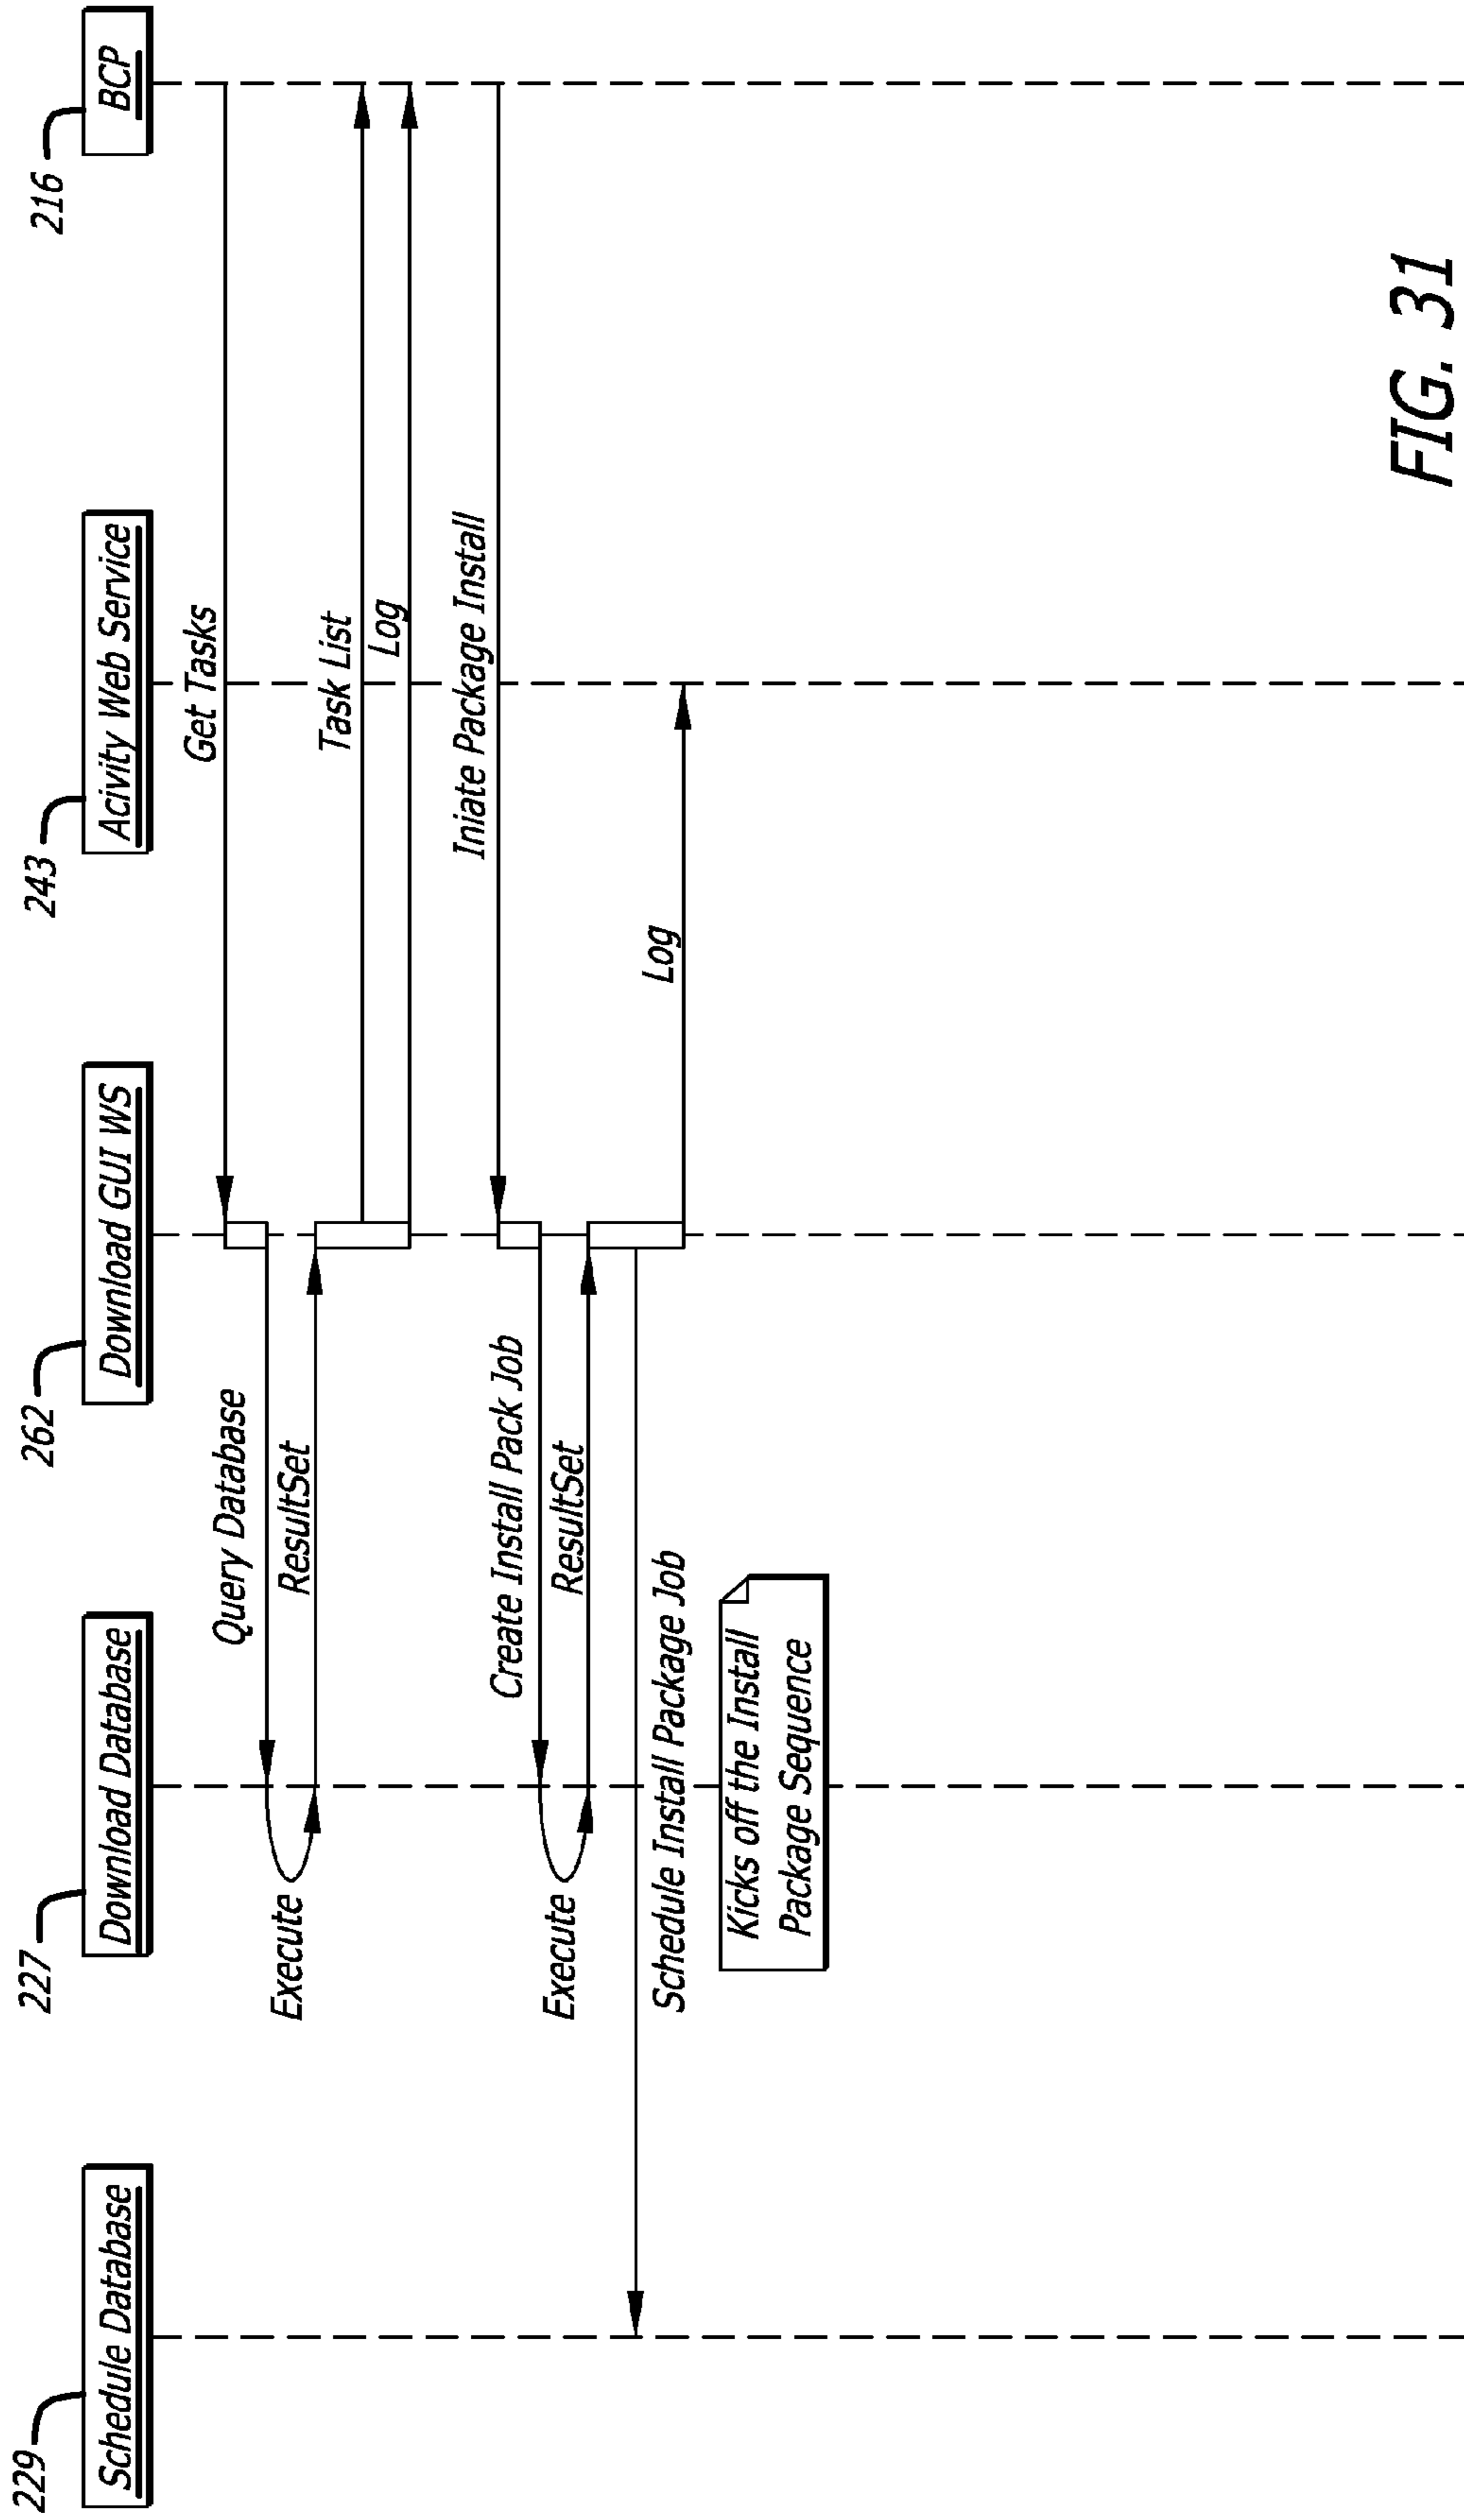 229
227
262
243
216
Schedule Database
Download Database
Download GUI WS
Acivity Web Service
BCP
Get Tasks
Query Database
Execute
ResultSet
Task List
Log
Iniate Package Install
Create Install Pack Job
Execute
ResultSet
Schedule Install Package Job
Log
Kicks off the Install
Package Sequence
FIG. 31